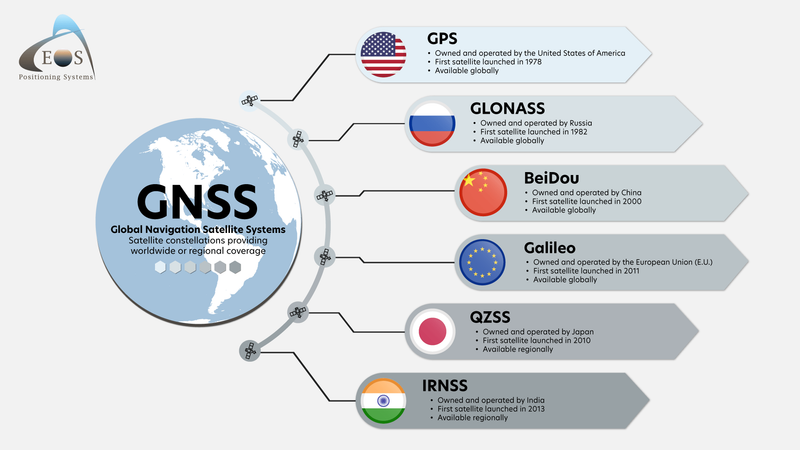 EOS
Positioning Systems
GNSS
Global Navigation Satellite Systems
Satellite constellations providing
worldwide or regional coverage
GPS
• Owned and operated by the United States of America
• First satellite launched in 1978
• Available globally
GLONASS
• Owned and operated by Russia
• First satellite launched in 1982
• Available globally
BeiDou
• Owned and operated by China
• First satellite launched in 2000
• Available globally
Galileo
• Owned and operated by the European Union (E.U.)
• First satellite launched in 2011
• Available globally
QZSS
• Owned and operated by Japan
• First satellite launched in 2010
• Available regionally
IRNSS
• Owned and operated by India
• First satellite launched in 2013
• Available regionally